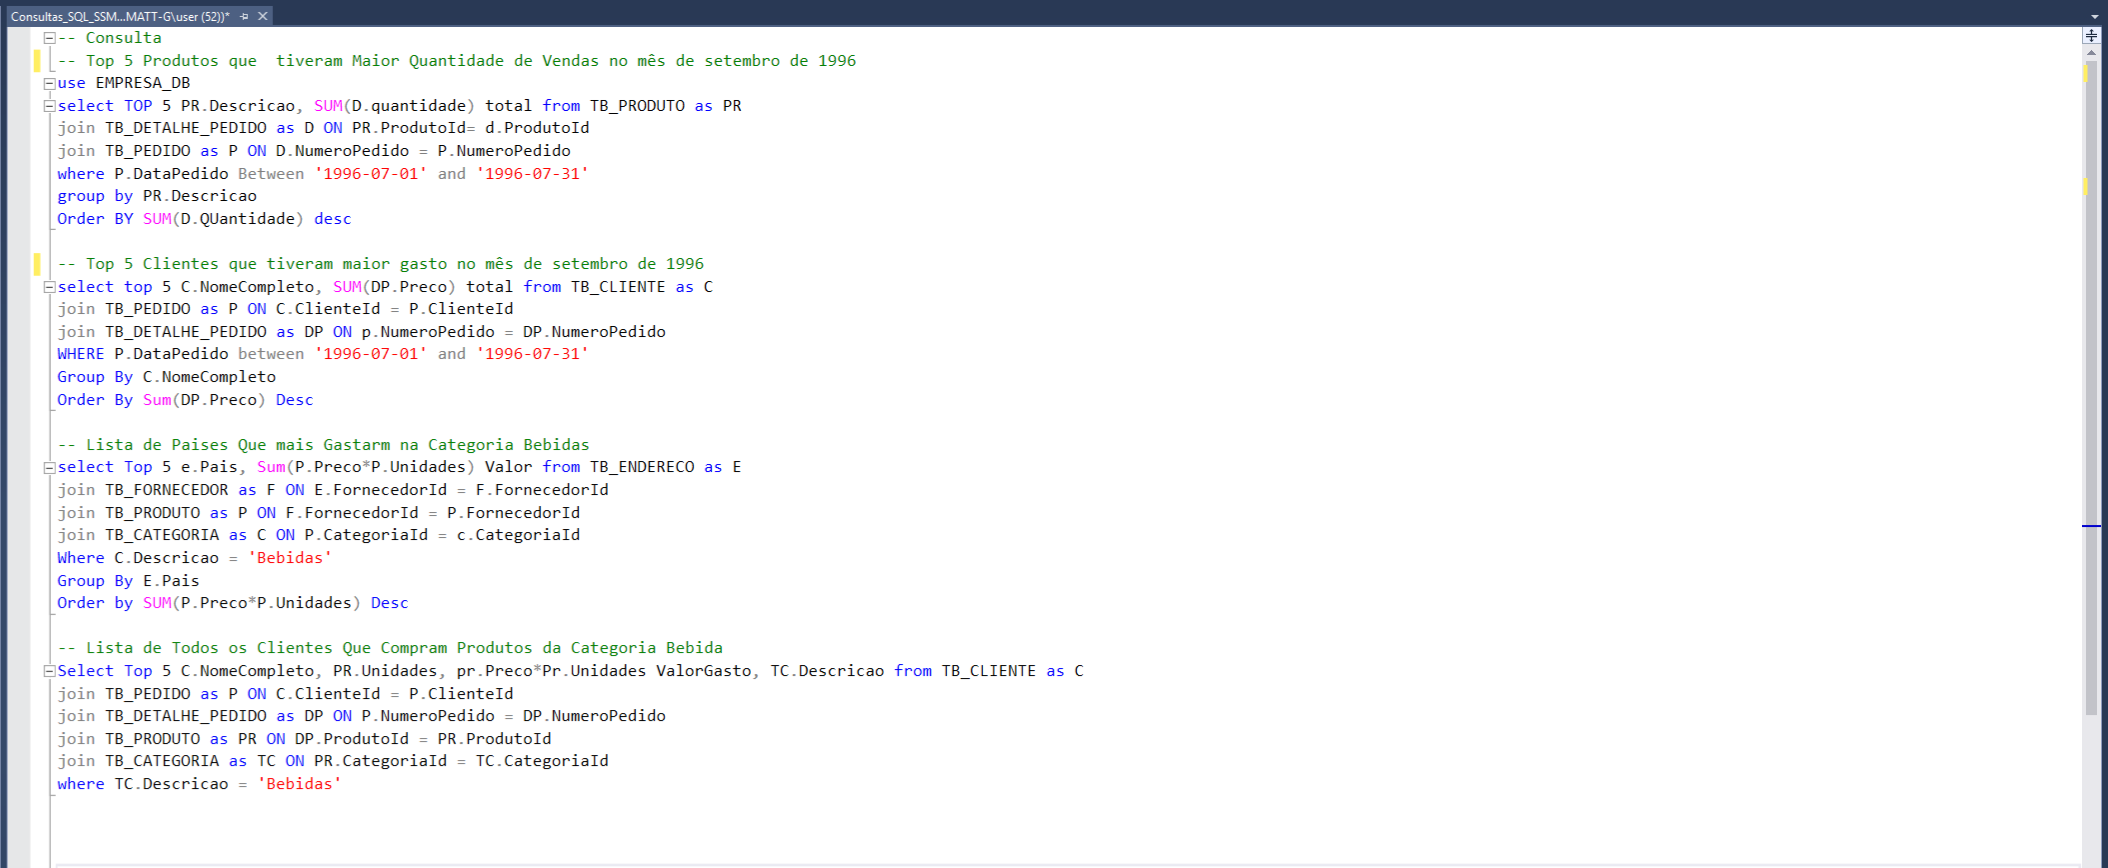 Consultas_SQL_SSM...MATT-G\user (52))*
-- Consulta
-- Top 5 Produtos que  tiveram Maior Quantidade de Vendas no mês de setembro de 1996
use EMPRESA_DB
select TOP 5 PR.Descricao, SUM(D.quantidade) total from TB_PRODUTO as PR
join TB_DETALHE_PEDIDO as D ON PR.ProdutoId= d.ProdutoId
join TB_PEDIDO as P ON D.NumeroPedido = P.NumeroPedido
where P.DataPedido Between '1996-07-01' and '1996-07-31'
group by PR.Descricao
Order BY SUM(D.QUantidade) desc
-- Top 5 Clientes que tiveram maior gasto no mês de setembro de 1996
select top 5 C.NomeCompleto, SUM(DP.Preco) total from TB_CLIENTE as C
join TB_PEDIDO as P ON C.ClienteId = P.ClienteId
join TB_DETALHE_PEDIDO as DP ON p.NumeroPedido = DP.NumeroPedido
WHERE P.DataPedido between '1996-07-01' and '1996-07-31'
Group By C.NomeCompleto
Order By Sum(DP.Preco) Desc
-- Lista de Paises Que mais Gastarm na Categoria Bebidas
select Top 5 e.Pais, Sum(P.Preco*P.Unidades) Valor from TB_ENDERECO as E
join TB_FORNECEDOR as F ON E.FornecedorId = F.FornecedorId
join TB_PRODUTO as P ON F.FornecedorId = P.FornecedorId
join TB_CATEGORIA as C ON P.CategoriaId = c.CategoriaId
Where C.Descricao = 'Bebidas'
Group By E.Pais
Order by SUM(P.Preco*P.Unidades) Desc
-- Lista de Todos os Clientes Que Compram Produtos da Categoria Bebida
Select Top 5 C.NomeCompleto, PR.Unidades, pr.Preco*Pr.Unidades ValorGasto, TC.Descricao from TB_CLIENTE as C
join TB_PEDIDO as P ON C.ClienteId = P.ClienteId
join TB_DETALHE_PEDIDO as DP ON P.NumeroPedido = DP.NumeroPedido
join TB_PRODUTO as PR ON DP.ProdutoId = PR.ProdutoId
join TB_CATEGORIA as TC ON PR.CategoriaId = TC.CategoriaId
where TC.Descricao = 'Bebidas'